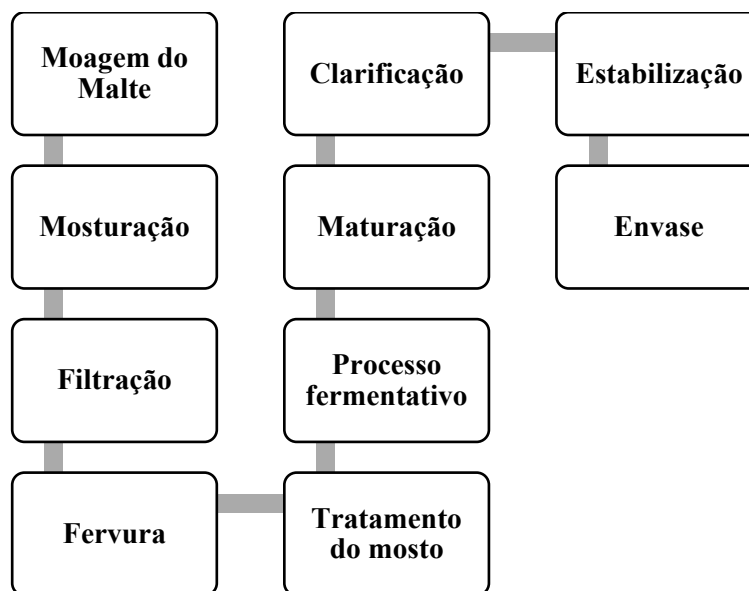 Moagem do
Malte
Mosturação
Filtração
Fervura
Tratamento
do mosto
Processo
fermentativo
Maturação
Clarificação
Estabilização
Envase